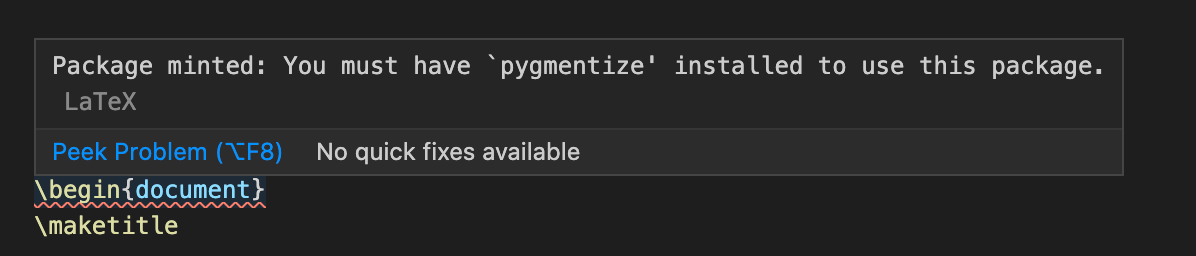 Package minted: You must have `pygmentize' installed to use this package.
LaTeX
Peek Problem (⌥F8) No quick fixes available
\begin{document}
\maketitle